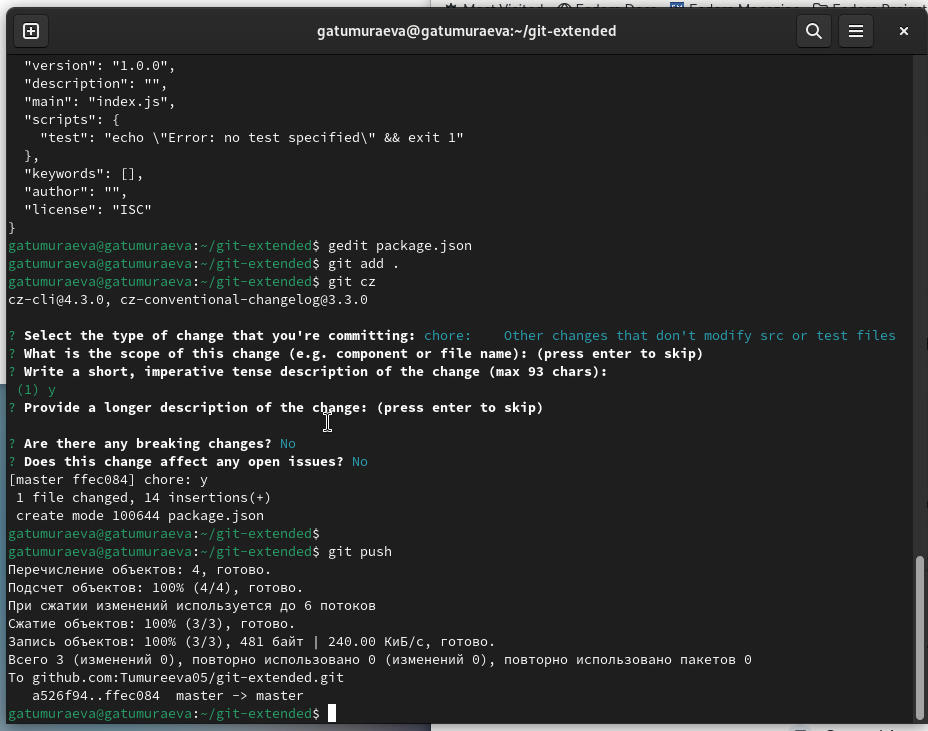 Most Visited
gatumuraeva@gatumuraeva:~/git-extended
"version": "1.0.0",
"description": "",
"main": "index.js",
"scripts": {
"test": "echo \"Error: no test specified\" && exit 1"
},
"keywords": [],
"author": "",
"license": "ISC"
}
gatumuraeva@gatumuraeva:~/git-extended$ gedit package.json
gatumuraeva@gatumuraeva:~/git-extended$ git add .
gatumuraeva@gatumuraeva:~/git-extended$ git cz
cz-cli@4.3.0, cz-conventional-changelog@3.3.0
? Select the type of change that you're committing: chore:    Other changes that don't modify src or test files
? What is the scope of this change (e.g. component or file name): (press enter to skip)
? Write a short, imperative tense description of the change (max 93 chars):
(1) y
? Provide a longer description of the change: (press enter to skip)
? Are there any breaking changes? No
? Does this change affect any open issues? No
[master ffec084] chore: y
1 file changed, 14 insertions(+)
create mode 100644 package.json
gatumuraeva@gatumuraeva:~/git-extended$
gatumuraeva@gatumuraeva:~/git-extended$ git push
Перечисление объектов: 4, готово.
Подсчет объектов: 100% (4/4), готово.
При сжатии изменений используется до 6 потоков
Сжатие объектов: 100% (3/3), готово.
Запись объектов: 100% (3/3), 481 байт | 240.00 КиБ/с, готово.
Всего 3 (изменений 0), повторно использовано 0 (изменений 0), повторно использовано пакетов 0
To github.com:Tumureeva05/git-extended.git
a526f94..ffec084  master -> master
gatumuraeva@gatumuraeva:~/git-extended$